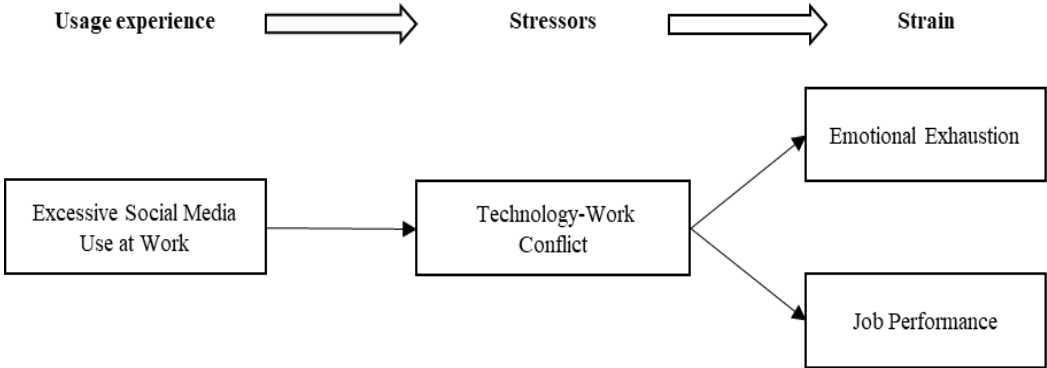 Usage experience
Stressors
Strain
Emotional Exhaustion
Excessive Social Media
Use at Work
Technology-Work
Conflict
Job Performance